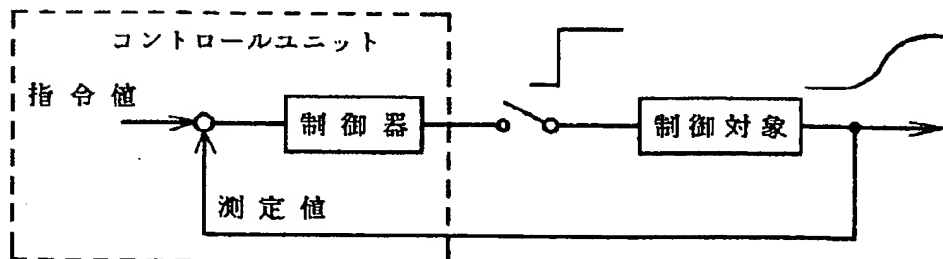 コントロールユニット
指令値
制御器
制御対象
測定値